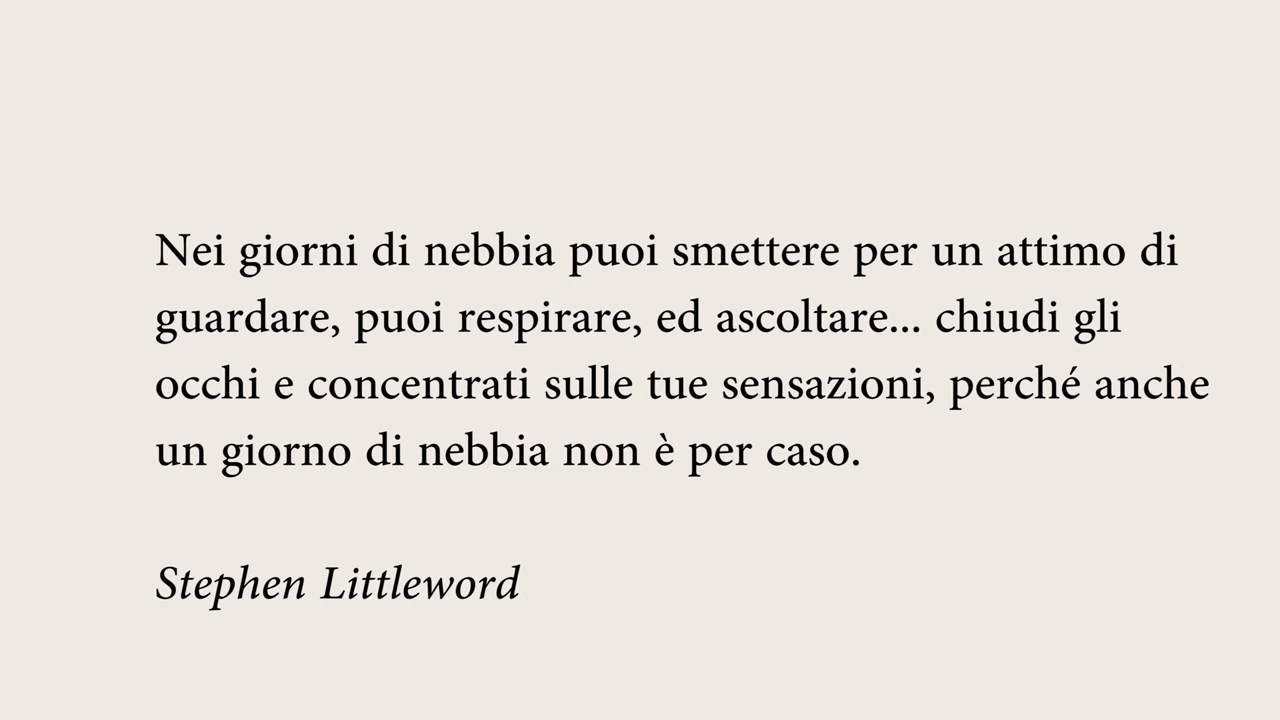 Nei giorni di nebbia puoi smettere per un attimo di
guardare, puoi respirare, ed ascoltare... chiudi gli
occhi e concentrati sulle tue sensazioni, perché anche
un giorno di nebbia non è per caso.
Stephen Littleword